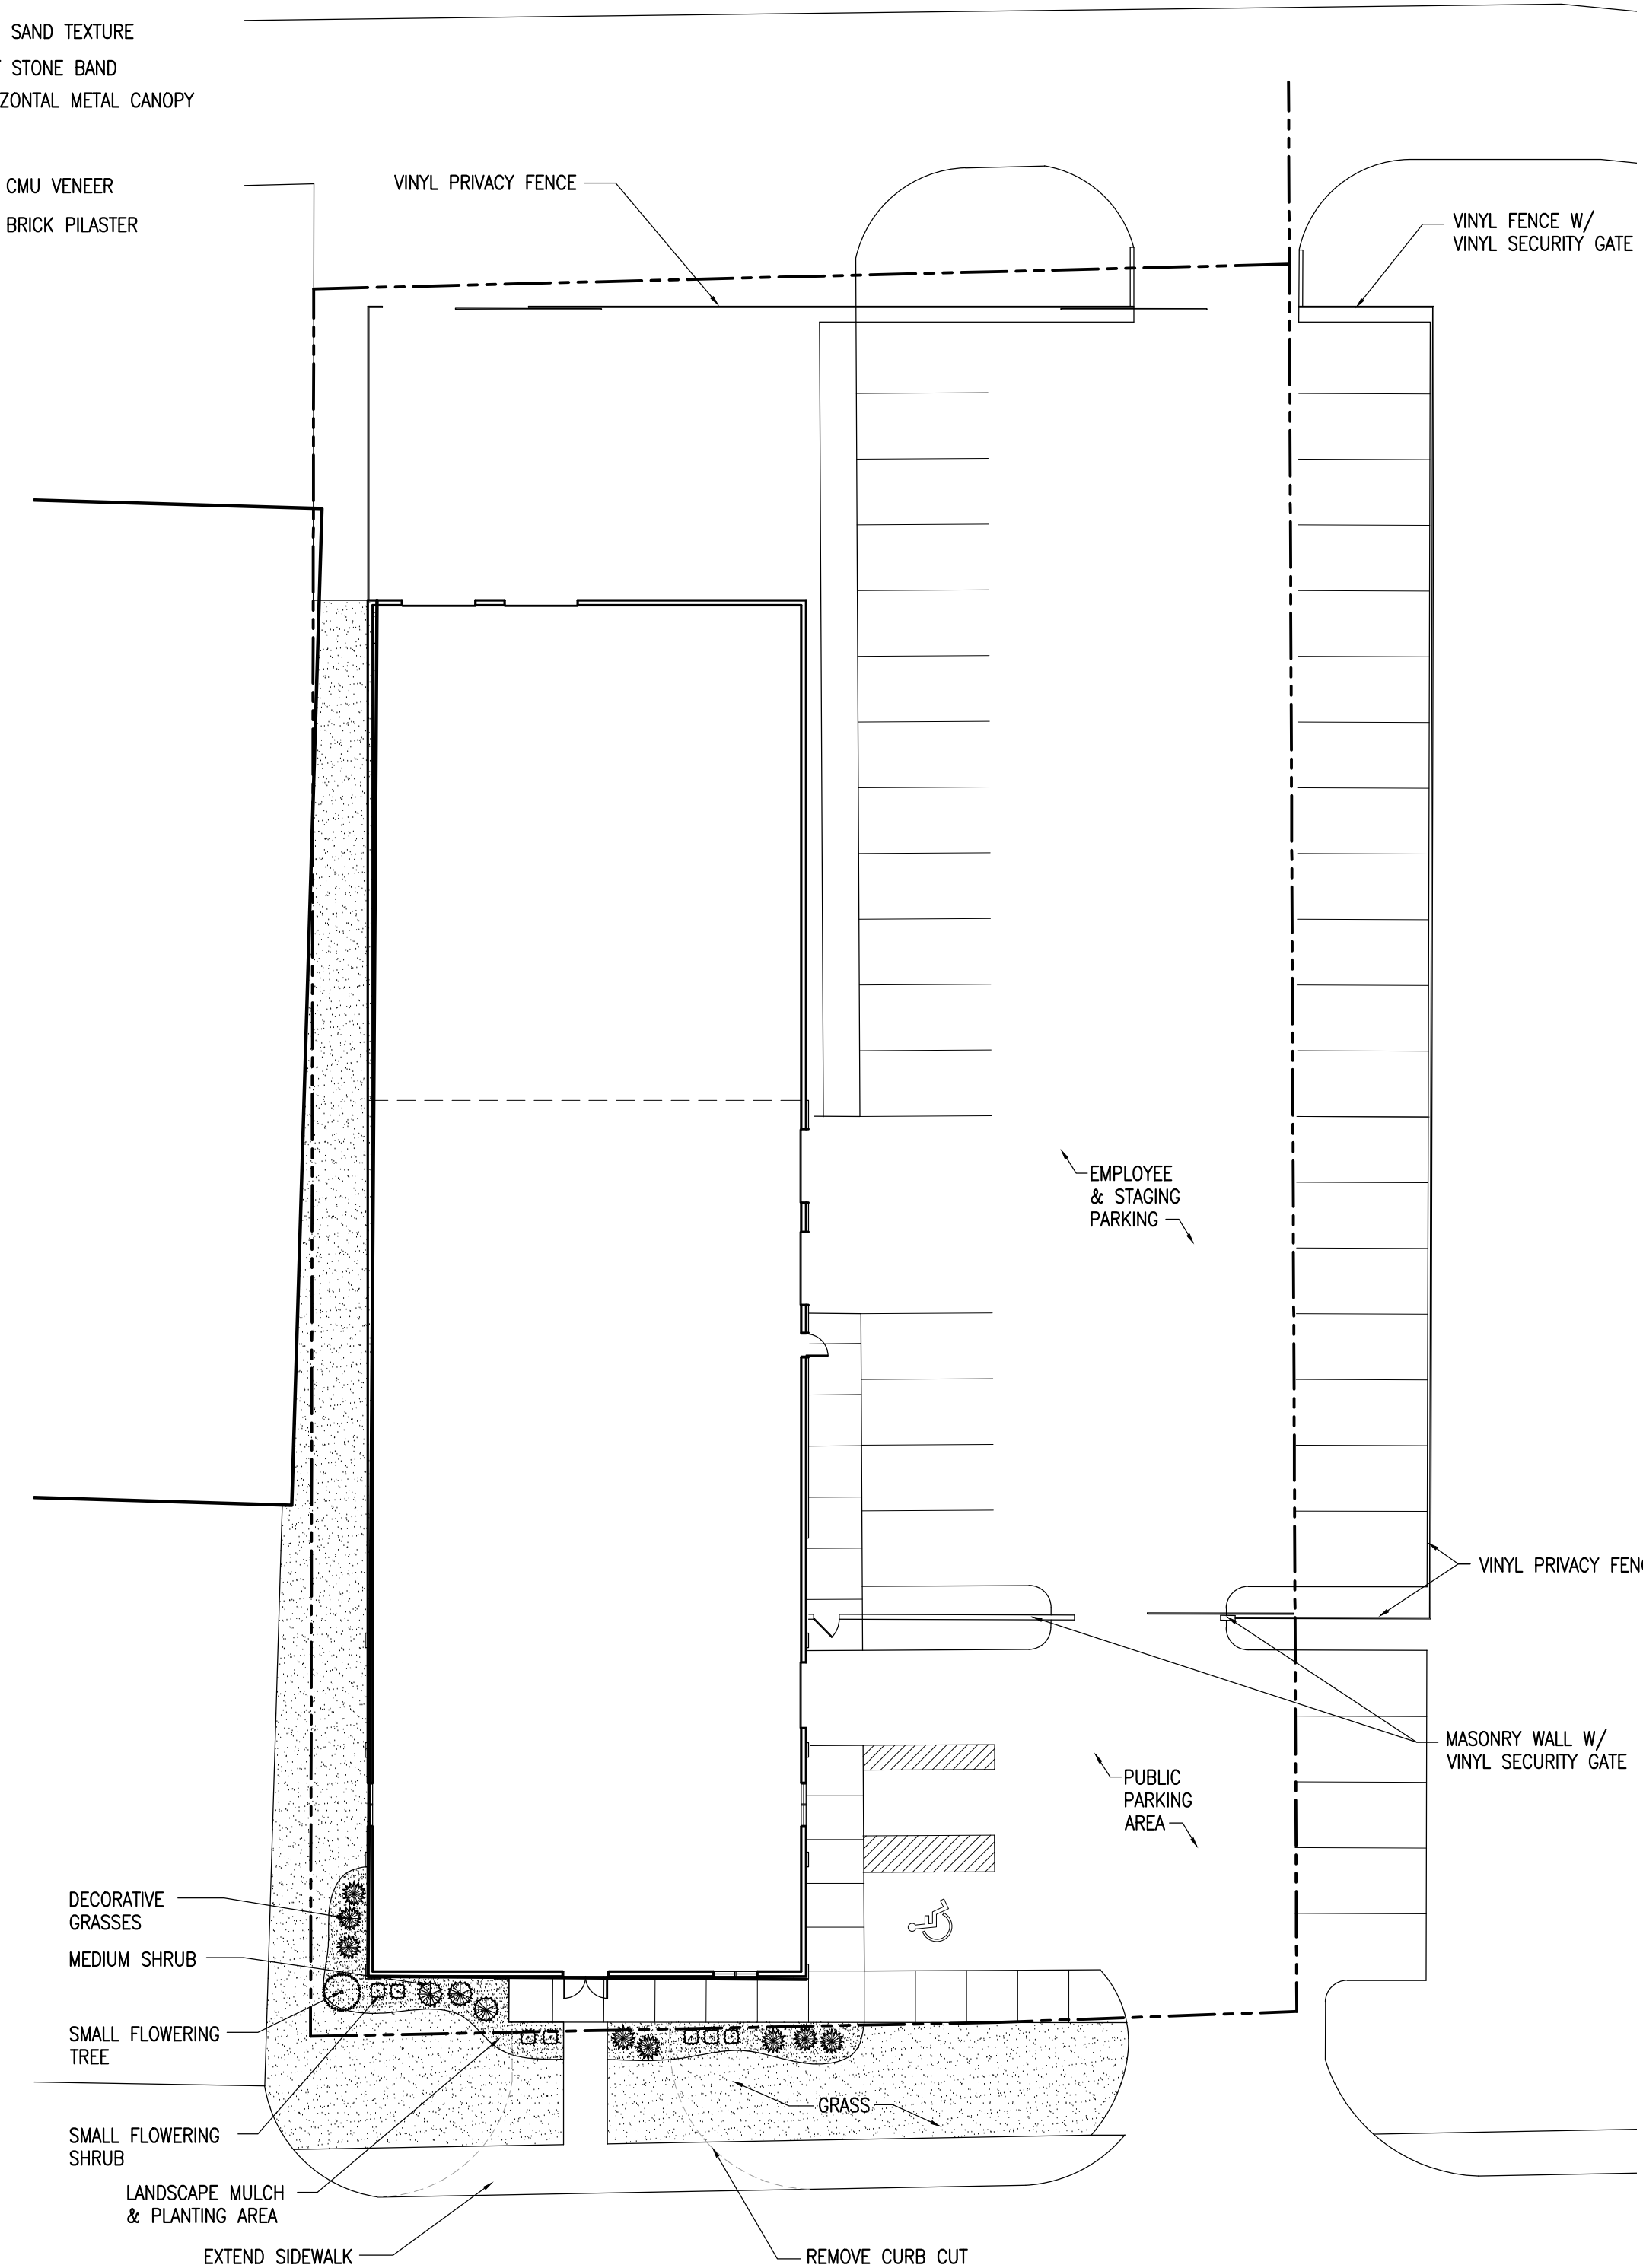 SAND TEXTURE
STONE BAND
ZONTAL METAL CANOPY
CMU VENEER
BRICK PILASTER
VINYL PRIVACY FENCE
VINYL FENCE W/
VINYL SECURITY GATE
EMPLOYEE
& STAGING
PARKING
VINYL PRIVACY FEN
MASONRY WALL W/
VINYL SECURITY GATE
PUBLIC
PARKING
AREA
DECORATIVE
GRASSES
MEDIUM SHRUB
SMALL FLOWERING
TREE
GRASS
SMALL FLOWERING
SHRUB
LANDSCAPE MULCH
& PLANTING AREA
EXTEND SIDEWALK
REMOVE CURB CUT